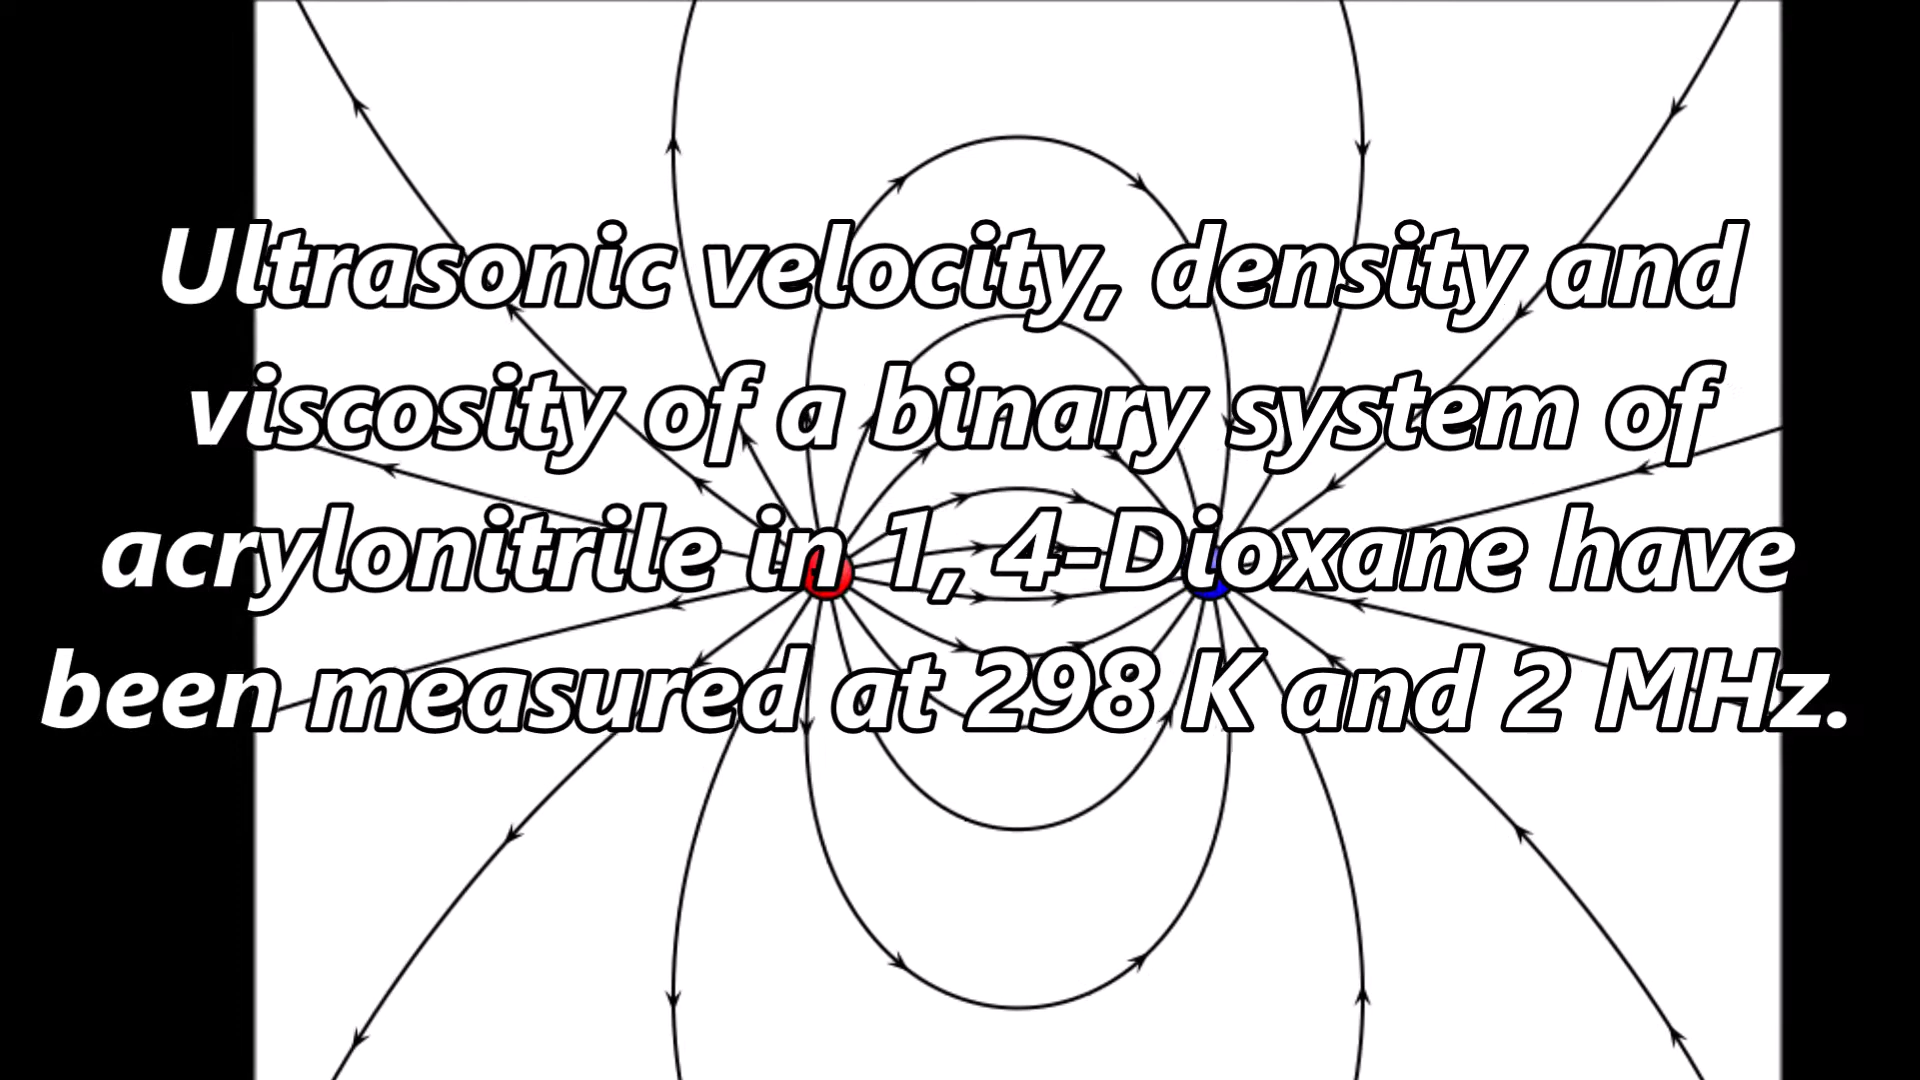 Ultrasonic velocity, density and
viscosity of a binary system of
acrylonitrile in 1, 4-Dioxane have
been measured at 298 K and 2 MHz.